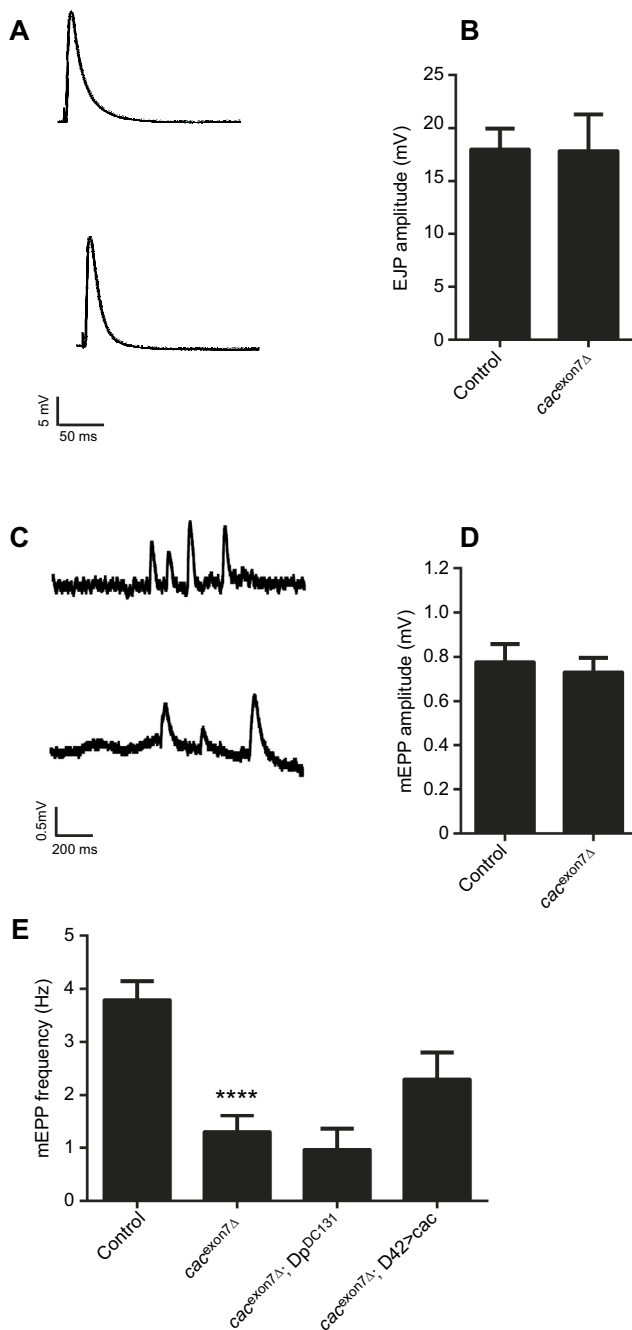 A
B
25
20
15
10
5
0
EJP amplitude (mV)
Control
cacexon7Δ
5 mV
50 ms
C
D
1.2
1.0
0.8
0.6
0.4
0.2
0
mEPP amplitude (mV)
Control
cacexon7Δ
0.5mV
200 ms
E
5
4
3
2
1
0
mEPP frequency (Hz)
****
Control
cacexon7Δ
cacexon7Δ; DpDC131
cacexon7Δ; D42>cac